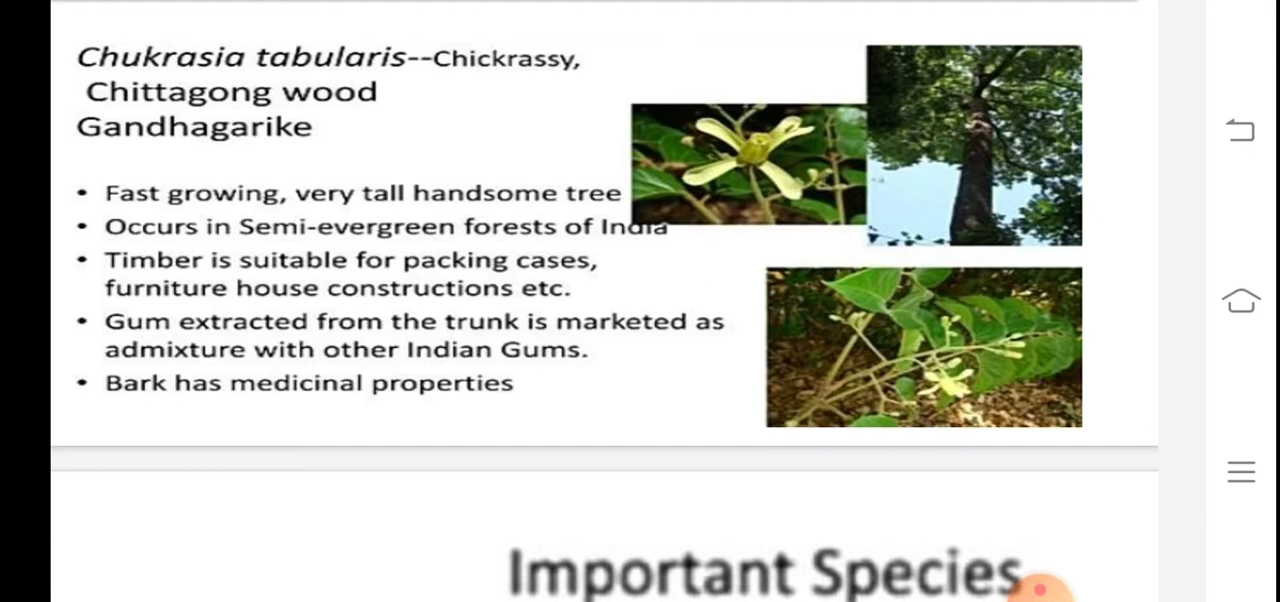 Chukrasia tabularis--Chickrassy,
Chittagong wood
Gandhagarike
• Fast growing, very tall handsome tree
• Occurs in Semi-evergreen forests of India
• Timber is suitable for packing cases,
furniture house constructions etc.
• Gum extracted from the trunk is marketed as
admixture with other Indian Gums.
• Bark has medicinal properties
Important Species